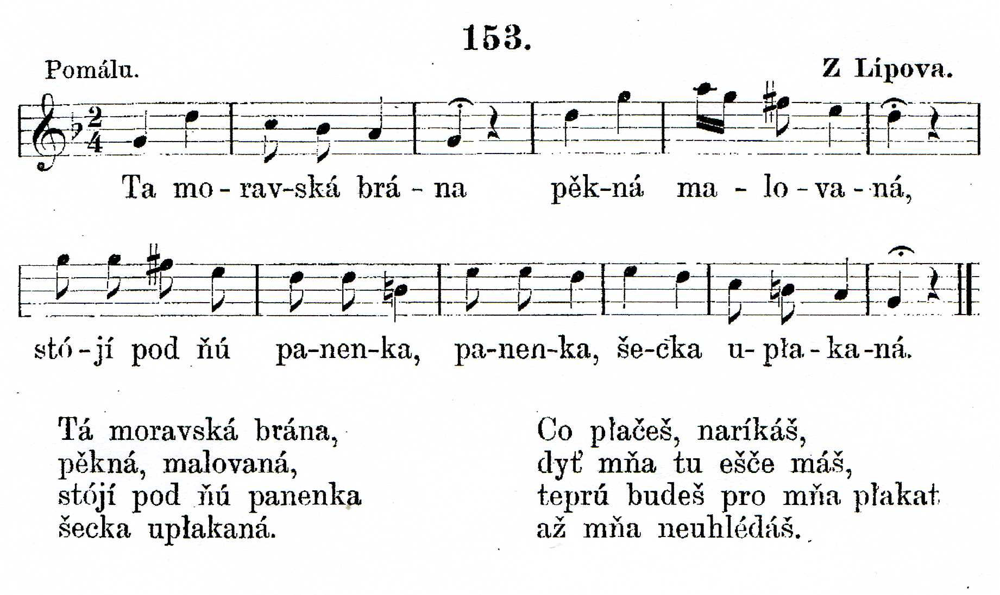 153.
Pomálu.
Z Lipova.
2
4
Ta mo - rav-ská brá - na pěk-ná ma - lo - va - ná,
stó - jí pod ňú pa-nen-ka, pa-nen-ka, še-cka u- pła - ka -ná.
Tá moravská brána,
pěkná, malovaná,
stójí pod ňú panenka
šecka upłakaná.
Co płačeš, naríkáš,
dyť mňa tu ešče máš,
teprú budeš pro mňa płakat
až mňa neuhlédáš.